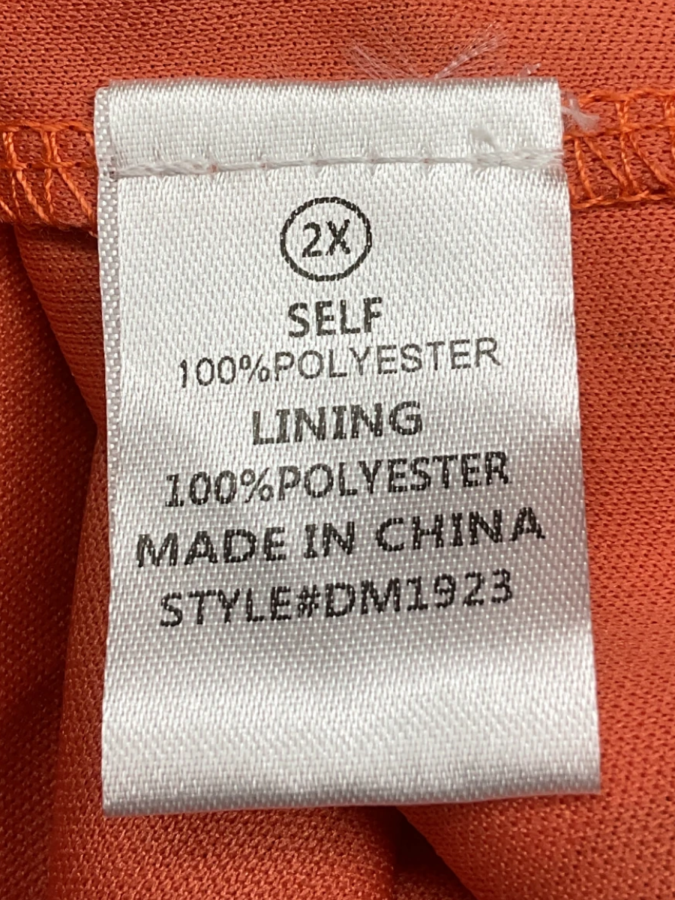 2X
SELF
100%POLYESTER
LINING
100%POLYESTER
MADE IN CHINA
STYLE#DM1923